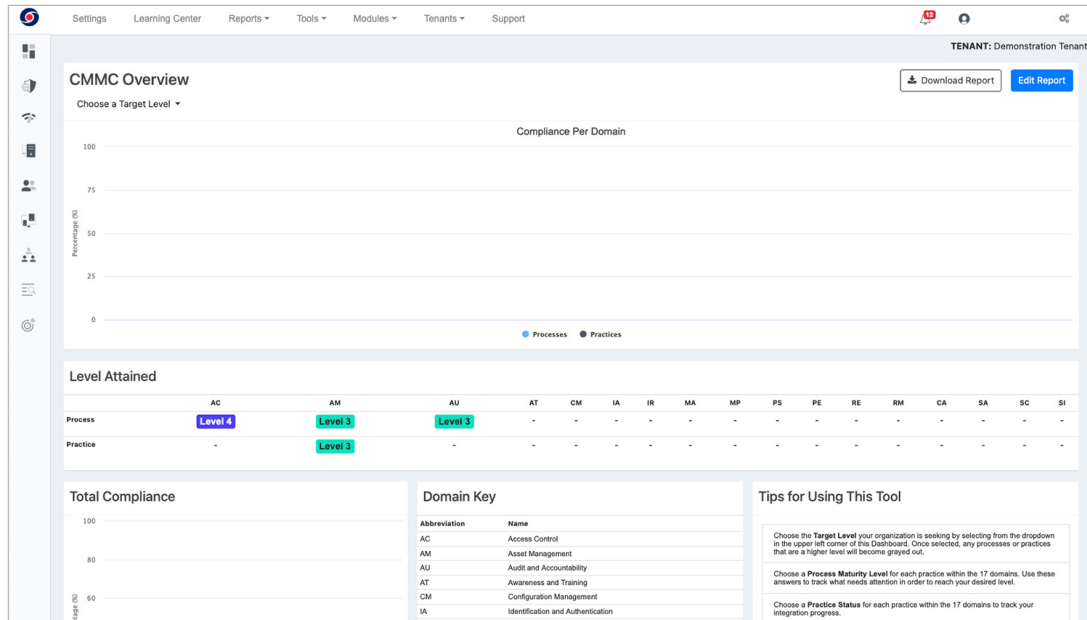 Settings Learning Center Reports Tools Modules Tenants Support 12
TENANT: Demonstration Tenant
CMMC Overview
Download Report Edit Report
Choose a Target Level
Compliance Per Domain
100
75
50
25
0
Percentage (%)
Processes Practices
Level Attained
AC AM AU AT CM IA IR MA MP PS PE RE RM CA SA SC SI
Process Level 4 Level 3 Level 3 - - - - - - - - - - - - - -
Practice - Level 3 - - - - - - - - - - - - - - -
Total Compliance
100
80
60
Domain Key
Abbreviation Name
AC Access Control
AM Asset Management
AU Audit and Accountability
AT Awareness and Training
CM Configuration Management
IA Identification and Authentication
Tips for Using This Tool
Choose the Target Level your organization is seeking by selecting from the dropdown
in the upper left corner of this Dashboard. Once selected, any processes or practices
that are a higher level will become grayed out.
Choose a Process Maturity Level for each practice within the 17 domains. Use these
answers to track what needs attention in order to reach your desired level.
Choose a Practice Status for each practice within the 17 domains to track your
integration progress.